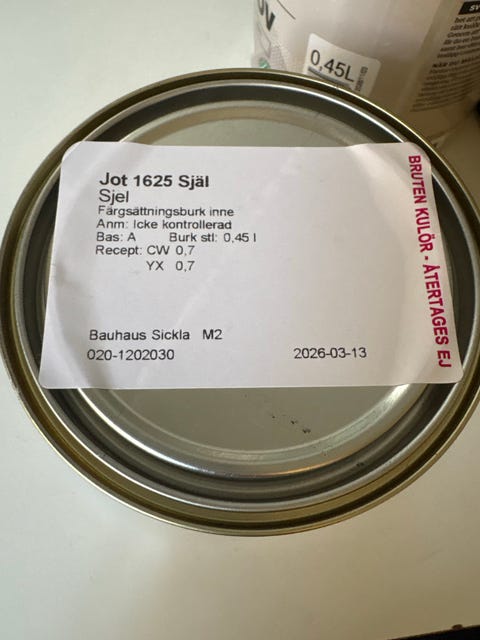 0,45L
Jot 1625 Själ
Sjel
Färgsättningsburk inne
Anm: Icke kontrollerad
Bas: A Burk stl: 0,45 l
Recept: CW 0,7
YX 0,7
Bauhaus Sickla M2
020-1202030 2026-03-13
BRUTEN KULÖR - ÅTERTAGES EJ